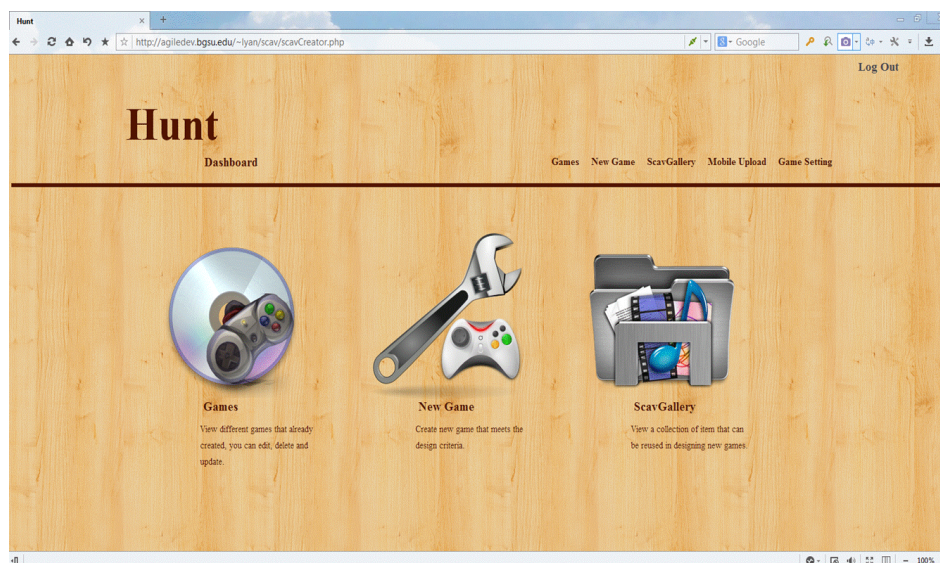 Hunt
http://agiledev.bgsu.edu/~lyan/scav/scavCreator.php
Google
Log Out
Hunt
Dashboard
Games New Game ScavGallery Mobile Upload Game Setting
Games
View different games that already
created, you can edit, delete and
update.
New Game
Create new game that meets the
design criteria.
ScavGallery
View a collection of item that can
be reused in designing new games.
100%